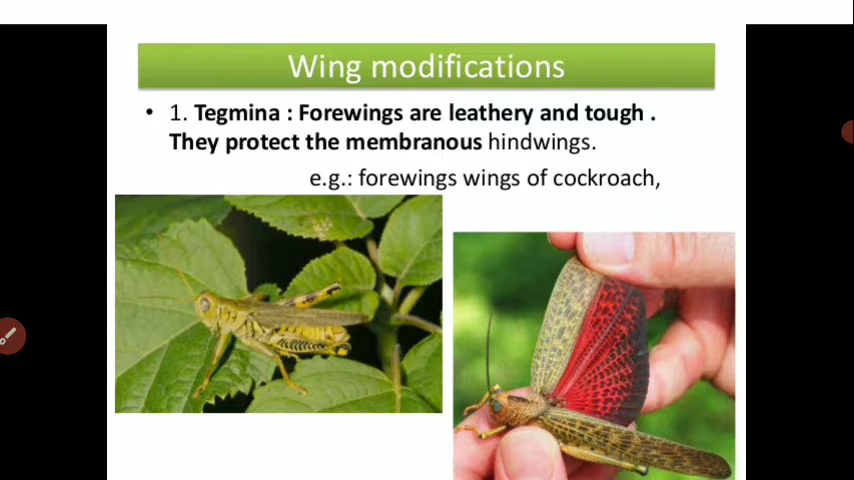 Wing modifications
• 1. Tegmina : Forewings are leathery and tough .
They protect the membranous hindwings.
e.g.: forewings wings of cockroach,